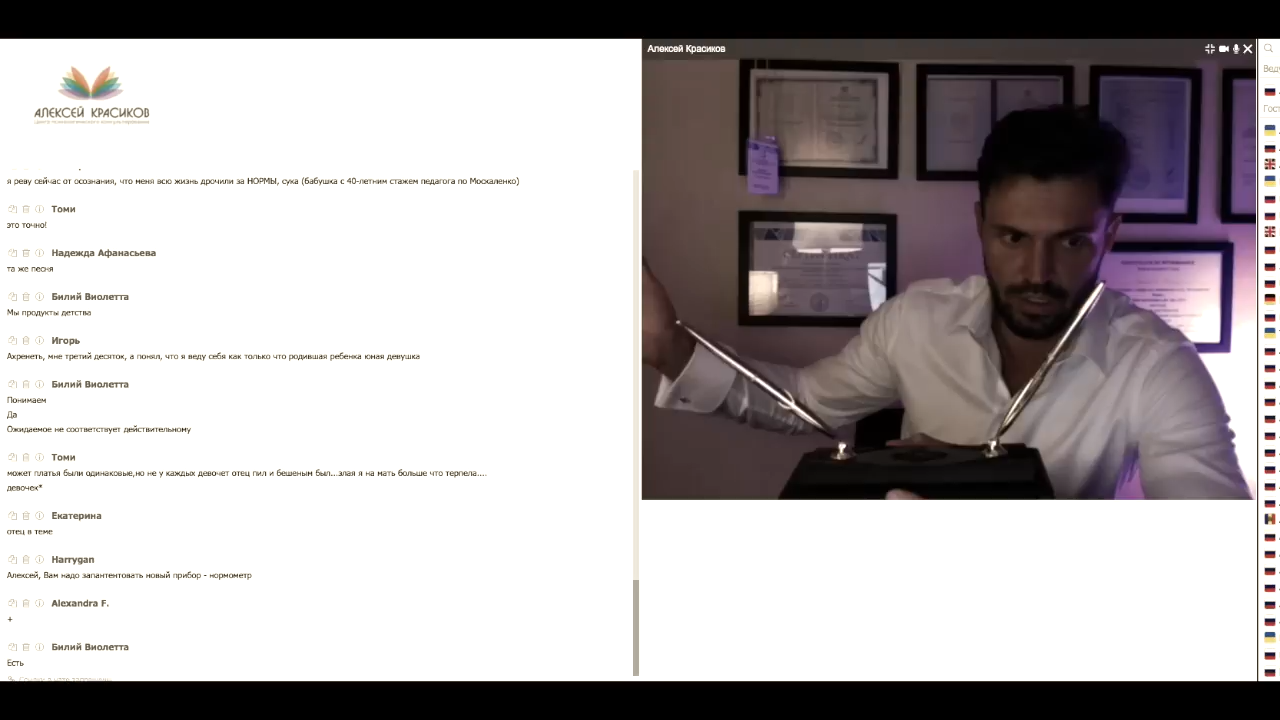 АЛЕКСЕЙ КРАСИКОВ
я реву сейчас от осознания, что меня всю жизнь дрочили за НОРМЫ, сука (бабушка с 40-летним стажем педагога по Москаленко)
Томи
это точно!
Надежда Афанасьева
та же песня
Билий Виолетта
Мы продукты детства
Игорь
Ахренеть, мне третий десяток, а понял, что я веду себя как только что родившая ребенка юная девушка
Билий Виолетта
Понимаем
Да
Ожидаемое не соответствует действительному
Томи
может платья были одинаковые,но не у каждых девочет отец пил и бешеным был...злая я на мать больше что терпела....
девочек*
Екатерина
отец в теме
Harrygan
Алексей, Вам надо запантентовать новый прибор - нормометр
Alexandra F.
+
Билий Виолетта
Есть
Алексей Красиков